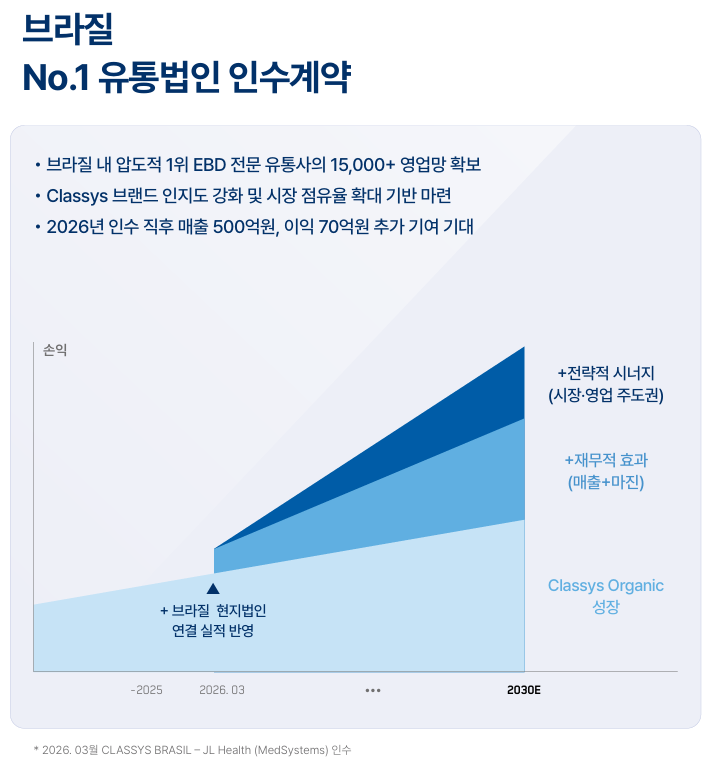 브라질
No.1 유통법인 인수계약
• 브라질 내 압도적 1위 EBD 전문 유통사의 15,000+ 영업망 확보
• Classys 브랜드 인지도 강화 및 시장 점유율 확대 기반 마련
• 2026년 인수 직후 매출 500억원, 이익 70억원 추가 기여 기대
손익
+전략적 시너지
(시장·영업 주도권)
+재무적 효과
(매출+마진)
Classys Organic
성장
+ 브라질 현지법인
연결 실적 반영
-2025 2026. 03 ••• 2030E
* 2026. 03월 CLASSYS BRASIL – JL Health (MedSystems) 인수